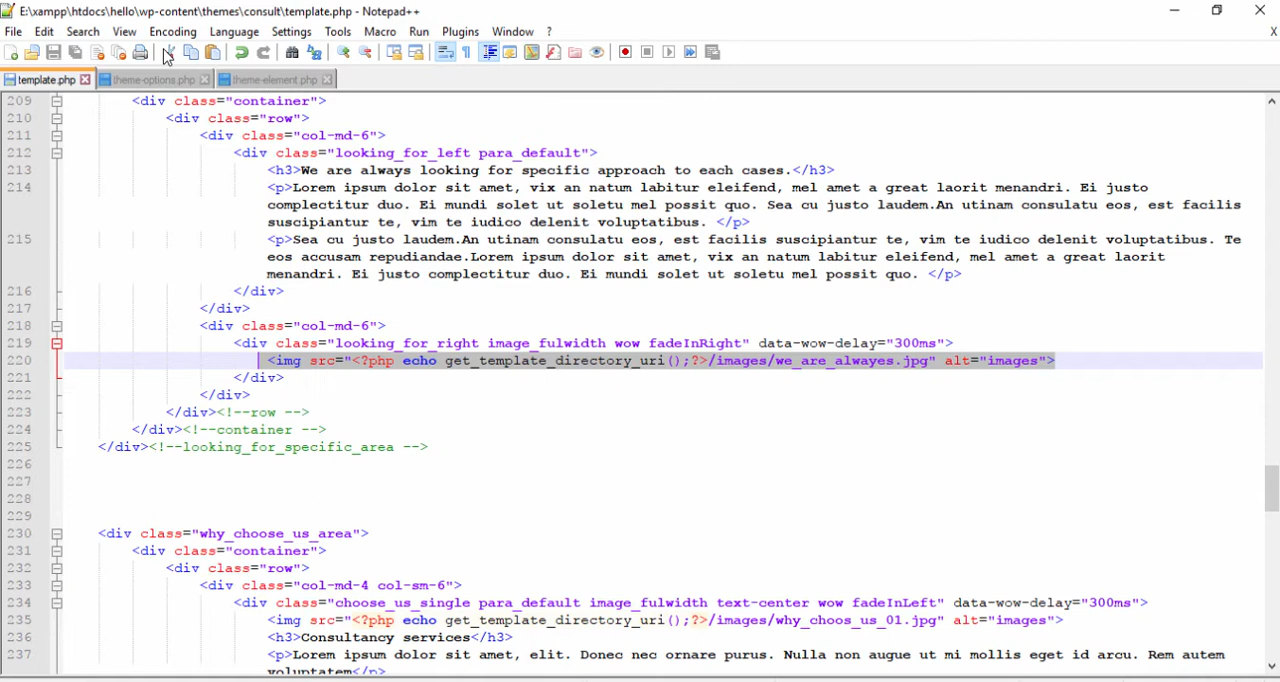 E:\xampp\htdocs\hello\wp-content\themes\consult\template.php - Notepad++
File Edit Search View Encoding Language Settings Tools Macro Run Plugins Window ? X
template.php theme-options.php theme-element.php
209 <div class="container">
210 <div class="row">
211 <div class="col-md-6">
212 <div class="looking_for_left para_default">
213 <h3>We are always looking for specific approach to each cases.</h3>
214 <p>Lorem ipsum dolor sit amet, vix an natum labitur eleifend, mel amet a great laorit menandri. Ei justo
complectitur duo. Ei mundi solet ut soletu mel possit quo. Sea cu justo laudem.An utinam consulatu eos, est facilis
suscipiantur te, vim te iudico delenit voluptatibus. </p>
215 <p>Sea cu justo laudem.An utinam consulatu eos, est facilis suscipiantur te, vim te iudico delenit voluptatibus. Te
eos accusam repudiandae.Lorem ipsum dolor sit amet, vix an natum labitur eleifend, mel amet a great laorit
menandri. Ei justo complectitur duo. Ei mundi solet ut soletu mel possit quo. </p>
216 </div>
217 </div>
218 <div class="col-md-6">
219 <div class="looking_for_right image_fulwidth wow fadeInRight" data-wow-delay="300ms">
220 <img src="<?php echo get_template_directory_uri();?>/images/we_are_alwayes.jpg" alt="images">
221 </div>
222 </div>
223 </div><!--row -->
224 </div><!--container -->
225 </div><!--looking_for_specific_area -->
226
227
228
229
230 <div class="why_choose_us_area">
231 <div class="container">
232 <div class="row">
233 <div class="col-md-4 col-sm-6">
234 <div class="choose_us_single para_default image_fulwidth text-center wow fadeInLeft" data-wow-delay="300ms">
235 <img src="<?php echo get_template_directory_uri();?>/images/why_choos_us_01.jpg" alt="images">
236 <h3>Consultancy services</h3>
237 <p>Lorem ipsum dolor sit amet, elit. Donec nec ornare purus. Nulla non augue ut mi mollis eget id arcu. Rem autem
voluptatem</p>